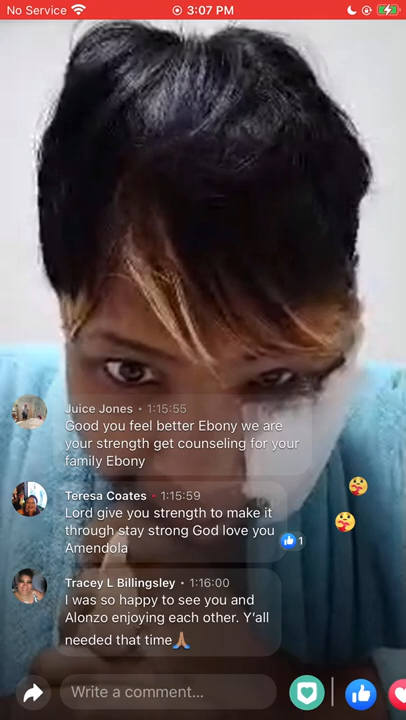 No Service 3:07 PM
Juice Jones • 1:15:55
Good you feel better Ebony we are
your strength get counseling for your
family Ebony
Teresa Coates • 1:15:59
Lord give you strength to make it
through stay strong God love you
Amendola
1
Tracey L Billingsley • 1:16:00
I was so happy to see you and
Alonzo enjoying each other. Y'all
needed that time🙏🏽
Write a comment...